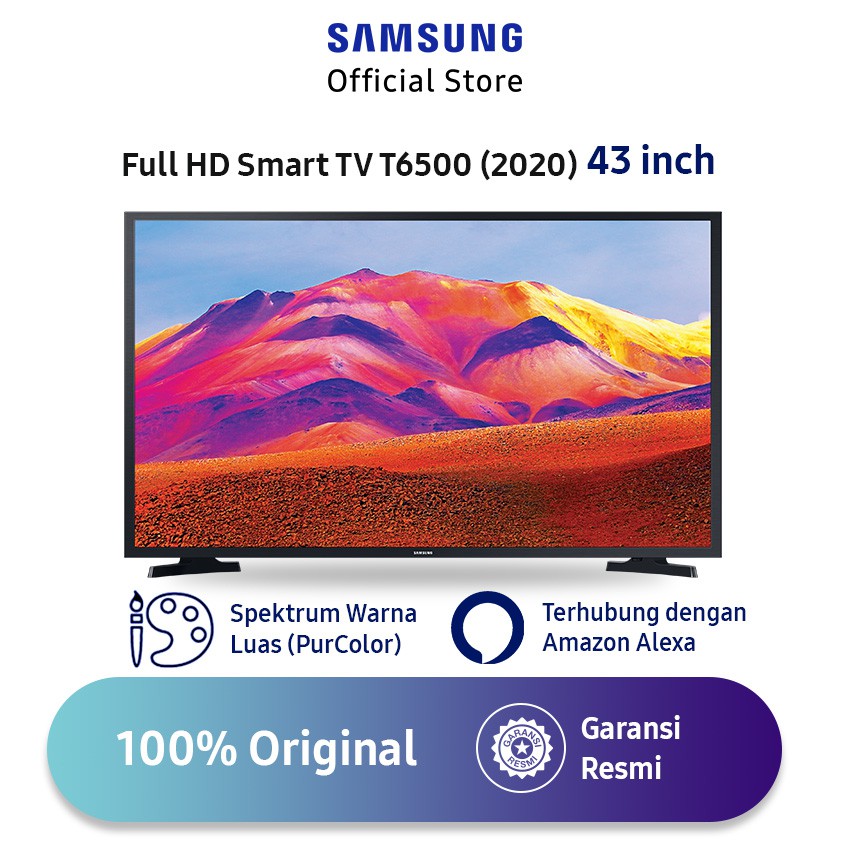 SAMSUNG
Official Store
Full HD Smart TV T6500 (2020) 43 inch
SAMSUNG
Spektrum Warna
Luas (PurColor)
Terhubung dengan
Amazon Alexa
100% Original
GARANSI
RESMI
Garansi
Resmi